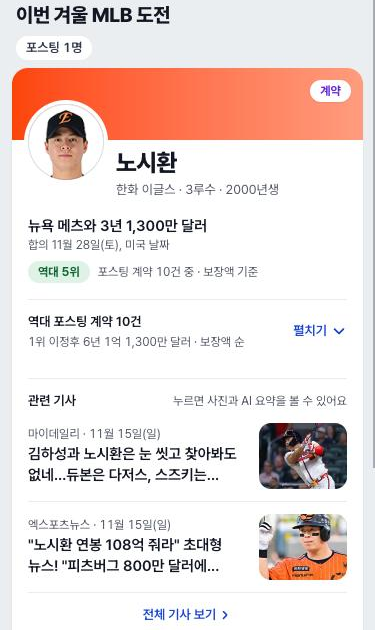 이번 겨울 MLB 도전
포스팅 1명
계약
노시환
한화 이글스 · 3루수 · 2000년생
뉴욕 메츠와 3년 1,300만 달러
합의 11월 28일(토), 미국 날짜
역대 5위 포스팅 계약 10건 중 · 보장액 기준
역대 포스팅 계약 10건
1위 이정후 6년 1억 1,300만 달러 · 보장액 순
펼치기
관련 기사 누르면 사진과 AI 요약을 볼 수 있어요
마이데일리 · 11월 15일(일)
김하성과 노시환은 눈 씻고 찾아봐도
없네…듀본은 다저스, 스즈키는…
엑스포츠뉴스 · 11월 15일(일)
"노시환 연봉 108억 줘라" 초대형
뉴스! "피츠버그 800만 달러에…
전체 기사 보기